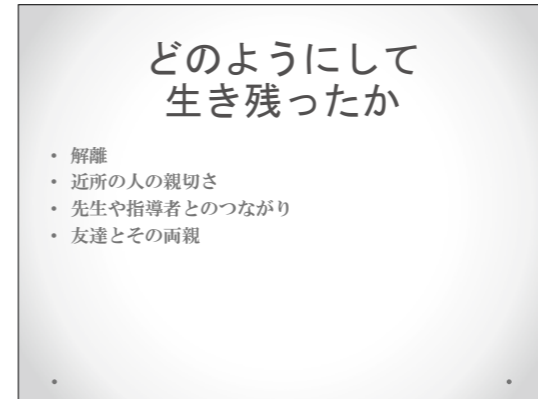 どのようにして
生き残ったか
• 解離
• 近所の人の親切さ
• 先生や指導者とのつながり
• 友達とその両親